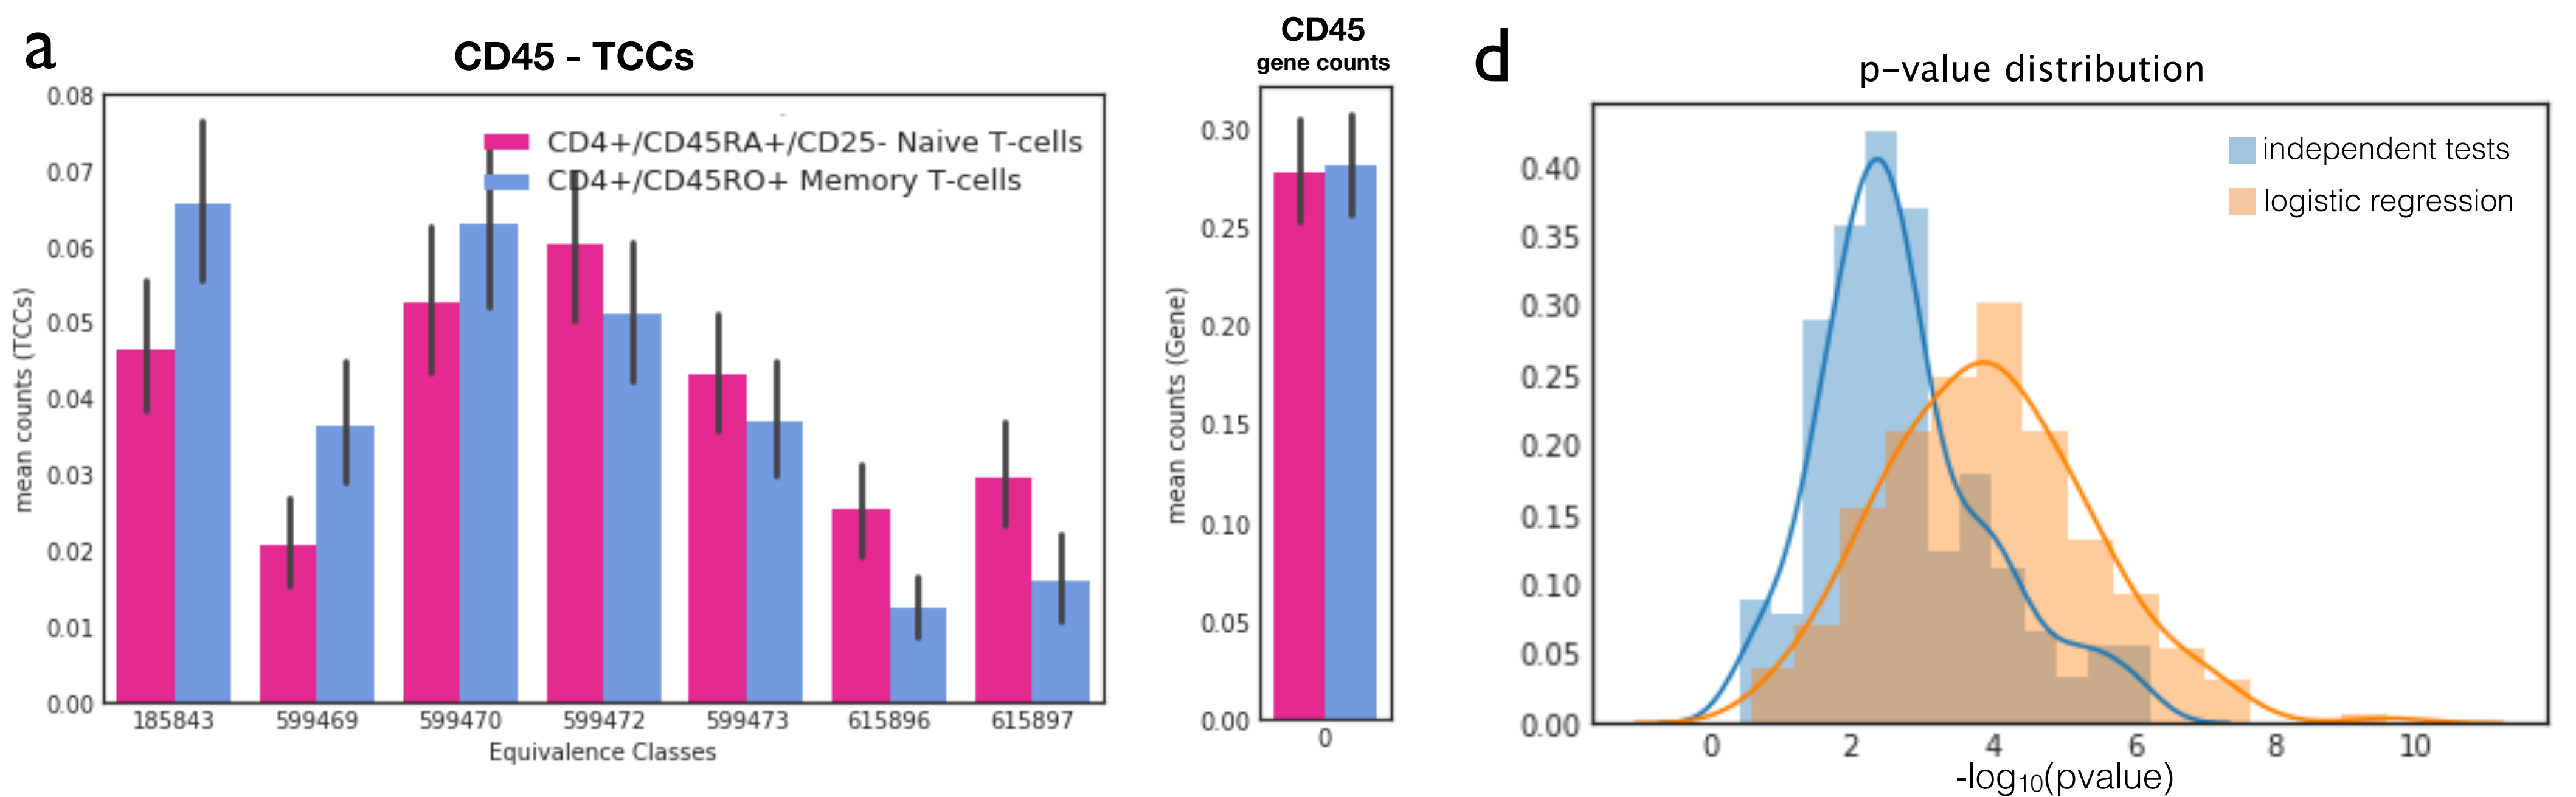 a
CD45 - TCCs
0.08
0.07
0.06
0.05
0.04
0.03
0.02
0.01
0.00
mean counts (TCCs)
CD4+/CD45RA+/CD25- Naive T-cells
CD4+/CD45RO+ Memory T-cells
185843 599469 599470 599472 599473 615896 615897
Equivalence Classes
CD45
gene counts
0.30
0.25
0.20
0.15
0.10
0.05
0.00
mean counts (Gene)
0
d
p-value distribution
0.40
0.35
0.30
0.25
0.20
0.15
0.10
0.05
0.00
independent tests
logistic regression
0 2 4 6 8 10
-log₁₀(pvalue)